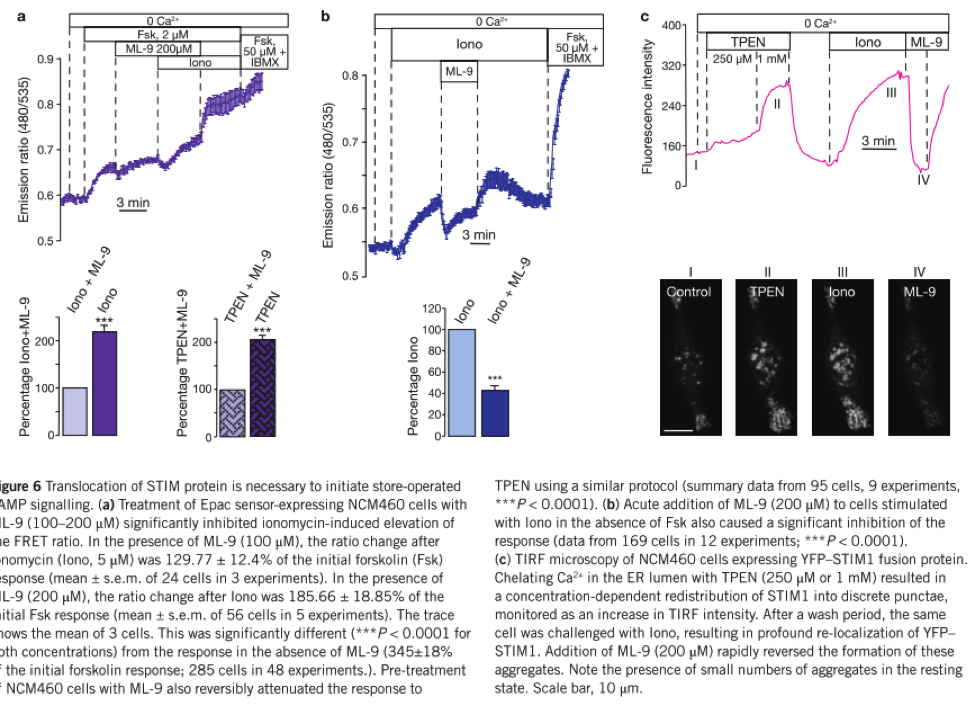 a
0 Ca²⁺
Fsk, 2 µM
ML-9 200µM
Iono
Fsk,
50 µM +
IBMX
Emission ratio (480/535)
0.9
0.8
0.7
0.6
0.5
3 min
Percentage Iono+ML-9
200
100
0
Iono + ML-9
Iono
***
Percentage TPEN+ML-9
200
100
0
TPEN + ML-9
TPEN
***
b
0 Ca²⁺
Iono
ML-9
Fsk,
50 µM +
IBMX
Emission ratio (480/535)
0.8
0.7
0.6
0.5
3 min
Percentage Iono
120
100
80
60
40
20
0
Iono
Iono + ML-9
***
c
0 Ca²⁺
TPEN
250 µM
1 mM
Iono
ML-9
Fluorescence intensity
400
320
240
160
0
I
II
III
IV
3 min
I
II
III
IV
Control
TPEN
Iono
ML-9
igure 6 Translocation of STIM protein is necessary to initiate store-operated
AMP signalling. (a) Treatment of Epac sensor-expressing NCM460 cells with
ML-9 (100–200 µM) significantly inhibited ionomycin-induced elevation of
he FRET ratio. In the presence of ML-9 (100 µM), the ratio change after
onomycin (Iono, 5 µM) was 129.77 ± 12.4% of the initial forskolin (Fsk)
esponse (mean ± s.e.m. of 24 cells in 3 experiments). In the presence of
ML-9 (200 µM), the ratio change after Iono was 185.66 ± 18.85% of the
nitial Fsk response (mean ± s.e.m. of 56 cells in 5 experiments). The trace
hows the mean of 3 cells. This was significantly different (***P < 0.0001 for
oth concentrations) from the response in the absence of ML-9 (345±18%
f the initial forskolin response; 285 cells in 48 experiments.). Pre-treatment
f NCM460 cells with ML-9 also reversibly attenuated the response to
TPEN using a similar protocol (summary data from 95 cells, 9 experiments,
***P < 0.0001). (b) Acute addition of ML-9 (200 µM) to cells stimulated
with Iono in the absence of Fsk also caused a significant inhibition of the
response (data from 169 cells in 12 experiments; ***P < 0.0001).
(c) TIRF microscopy of NCM460 cells expressing YFP–STIM1 fusion protein.
Chelating Ca²⁺ in the ER lumen with TPEN (250 µM or 1 mM) resulted in
a concentration-dependent redistribution of STIM1 into discrete punctae,
monitored as an increase in TIRF intensity. After a wash period, the same
cell was challenged with Iono, resulting in profound re-localization of YFP–
STIM1. Addition of ML-9 (200 µM) rapidly reversed the formation of these
aggregates. Note the presence of small numbers of aggregates in the resting
state. Scale bar, 10 µm.